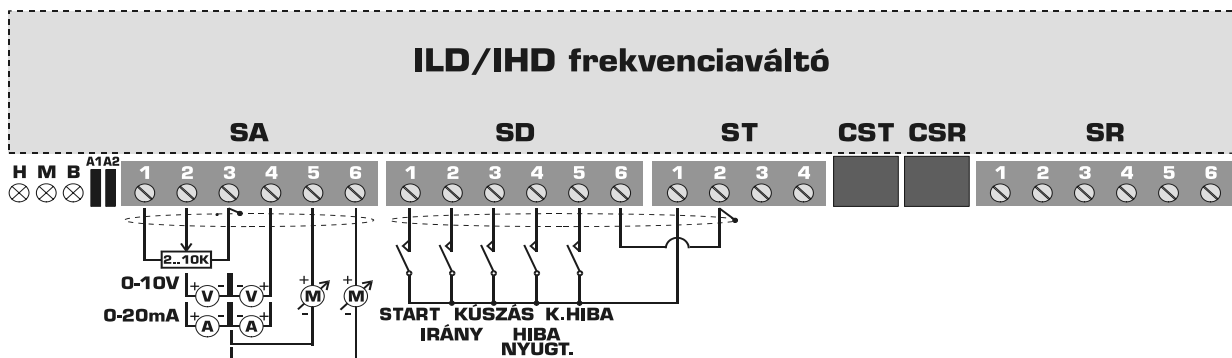 ILD/IHD frekvenciaváltó
SA SD ST CST CSR SR
H M B A1 A2 1 2 3 4 5 6 1 2 3 4 5 6 1 2 3 4 1 2 3 4 5 6
2..10K
0-10V + V - - V + + M - + M -
0-20mA + A - - A +
START KÚSZÁS K.HIBA
IRÁNY HIBA
NYUGT.